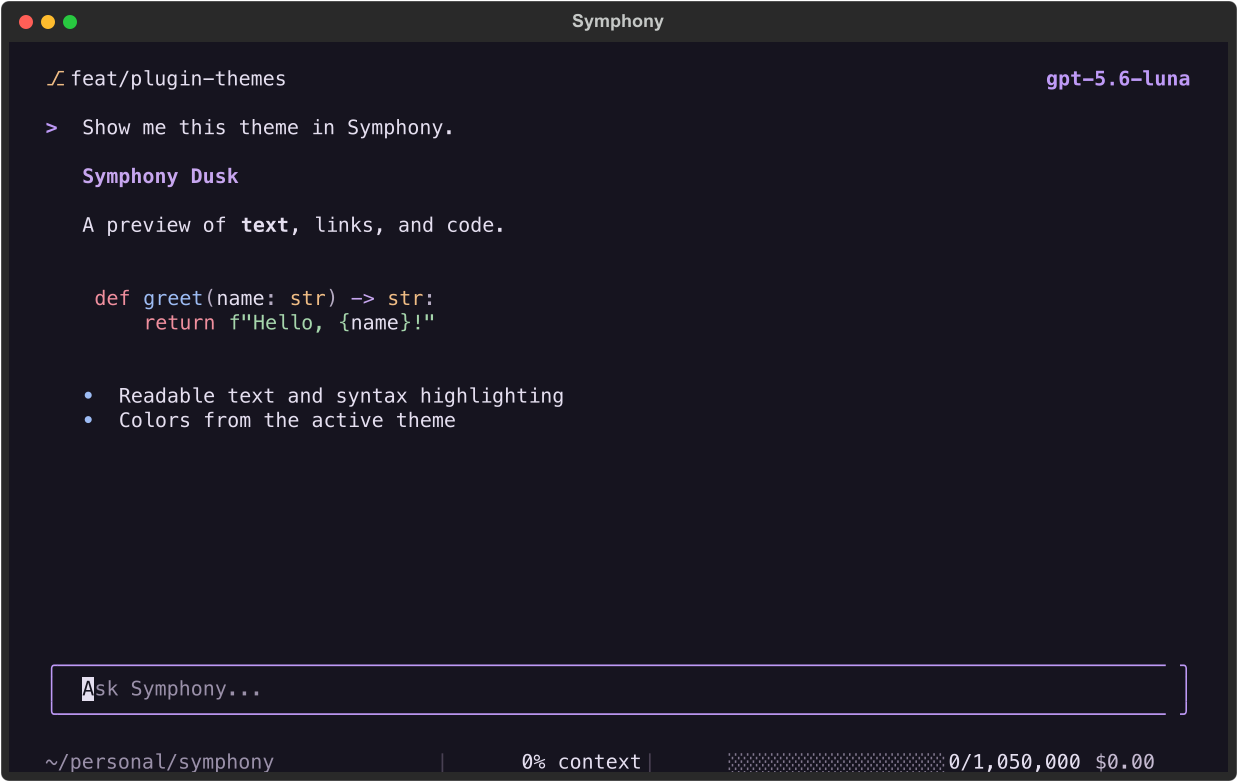 Symphony
feat/plugin-themes gpt-5.6-luna
> Show me this theme in Symphony.
Symphony Dusk
A preview of text, links, and code.
def greet(name: str) -> str:
    return f"Hello, {name}!"
• Readable text and syntax highlighting
• Colors from the active theme
Ask Symphony...
~/personal/symphony | 0% context | 0/1,050,000 $0.00